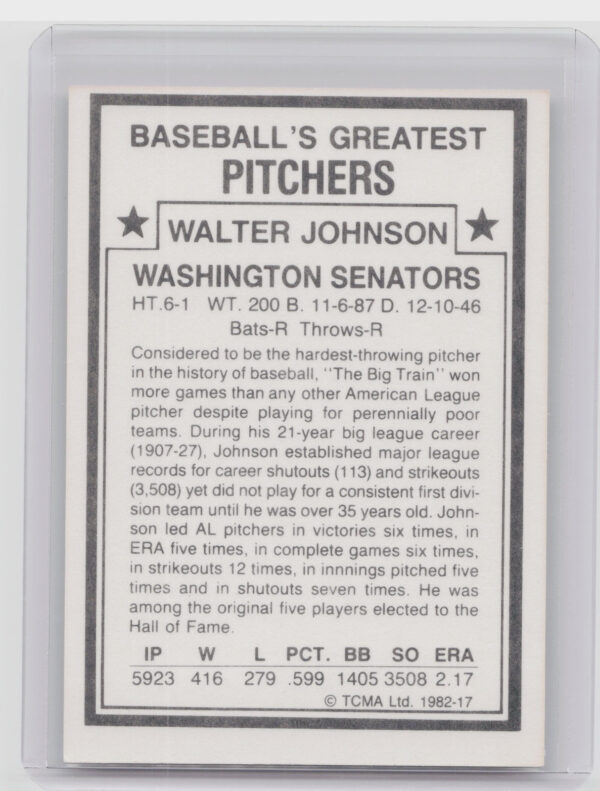 BASEBALL'S GREATEST
PITCHERS
WALTER JOHNSON
WASHINGTON SENATORS
HT.6-1 WT. 200 B. 11-6-87 D. 12-10-46
Bats-R Throws-R
Considered to be the hardest-throwing pitcher
in the history of baseball, "The Big Train" won
more games than any other American League
pitcher despite playing for perennially poor
teams. During his 21-year big league career
(1907-27), Johnson established major league
records for career shutouts (113) and strikeouts
(3,508) yet did not play for a consistent first divi-
sion team until he was over 35 years old. John-
son led AL pitchers in victories six times, in
ERA five times, in complete games six times,
in strikeouts 12 times, in innnings pitched five
times and in shutouts seven times. He was
among the original five players elected to the
Hall of Fame.
IP W L PCT. BB SO ERA
5923 416 279 .599 1405 3508 2.17
© TCMA Ltd. 1982-17